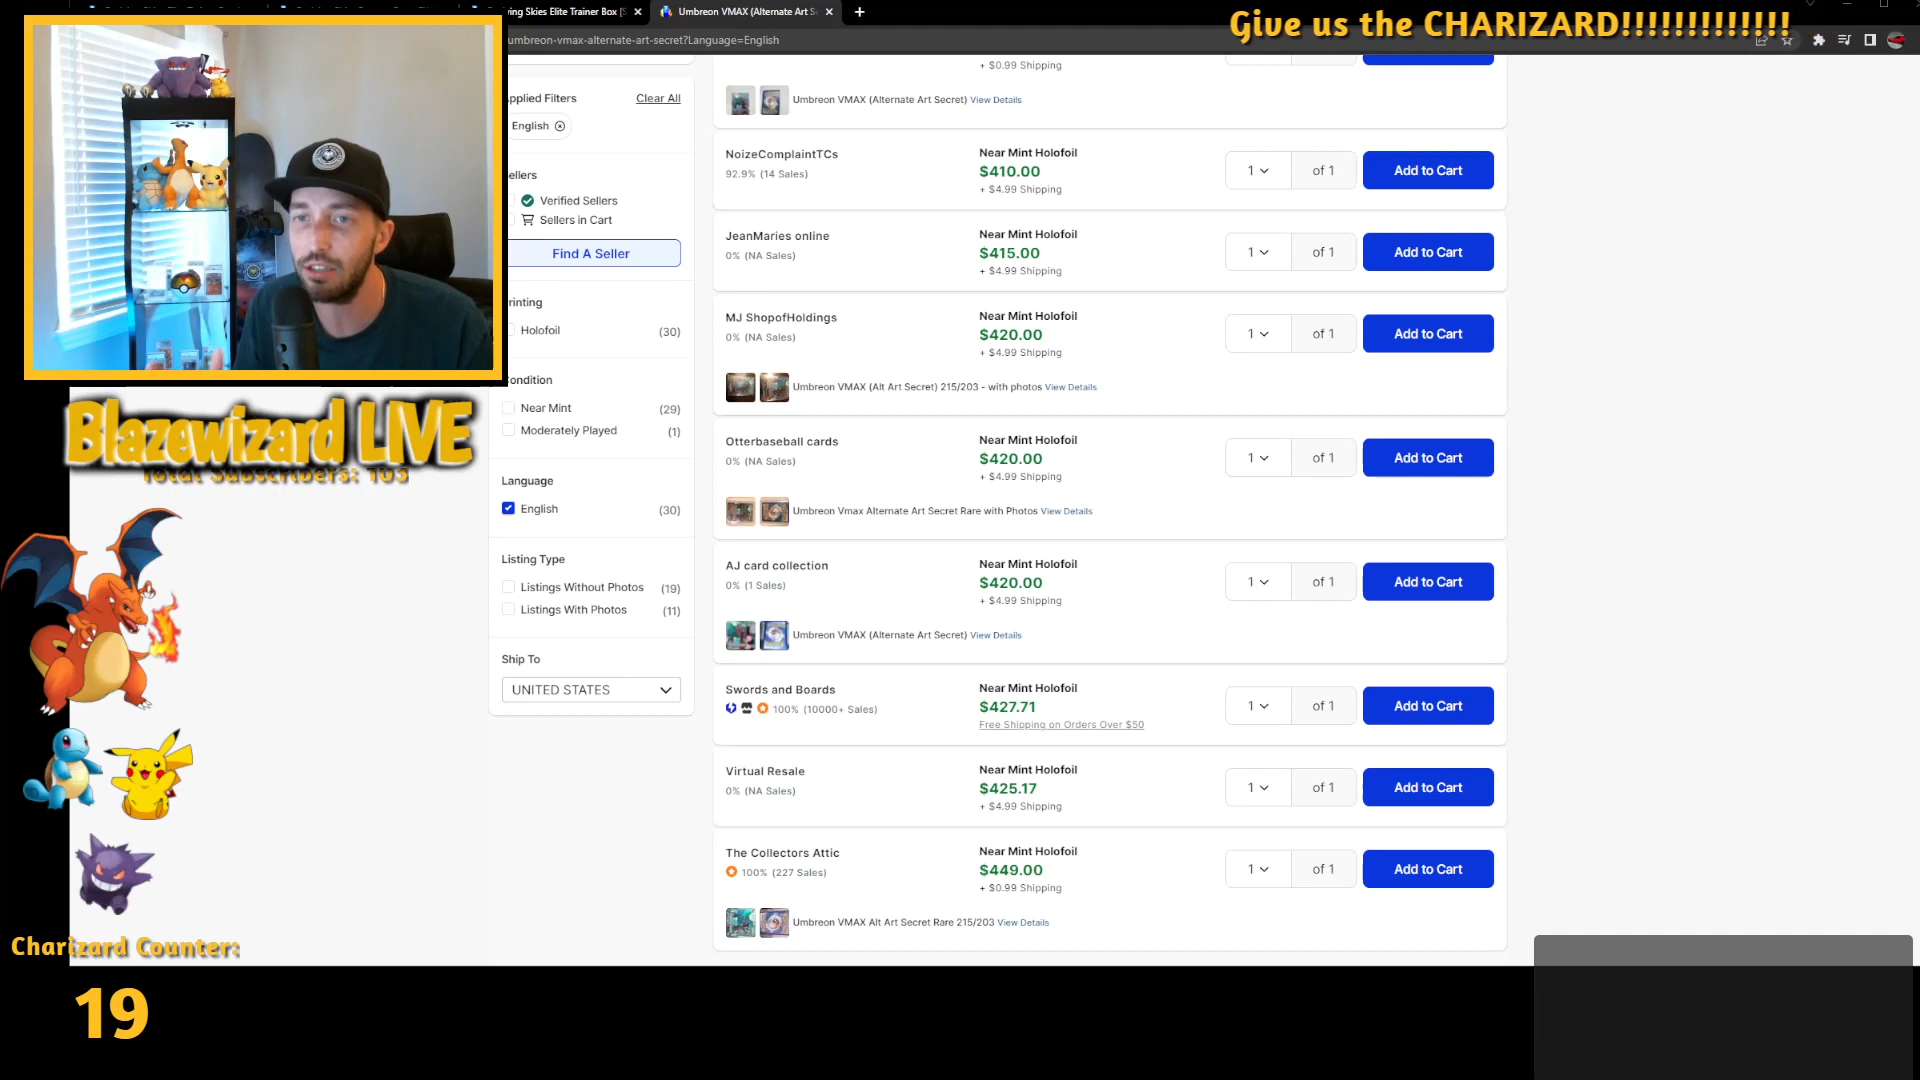 ving Skies Elite Trainer Box [S
Umbreon VMAX (Alternate Art S
Give us the CHARIZARD!!!!!!!!!!!!!
umbreon-vmax-alternate-art-secret?Language=English
+ $0.99 Shipping
Umbreon VMAX (Alternate Art Secret) View Details
Applied Filters
Clear All
English
Sellers
Verified Sellers
Sellers in Cart
Find A Seller
Printing
Holofoil (30)
Condition
Near Mint (29)
Moderately Played (1)
Language
English (30)
Listing Type
Listings Without Photos (19)
Listings With Photos (11)
Ship To
UNITED STATES
NoizeComplaintTCs
92.9% (14 Sales)
Near Mint Holofoil
$410.00
+ $4.99 Shipping
1 of 1
Add to Cart
JeanMaries online
0% (NA Sales)
Near Mint Holofoil
$415.00
+ $4.99 Shipping
1 of 1
Add to Cart
MJ ShopofHoldings
0% (NA Sales)
Near Mint Holofoil
$420.00
+ $4.99 Shipping
1 of 1
Add to Cart
Umbreon VMAX (Alt Art Secret) 215/203 - with photos View Details
Otterbaseball cards
0% (NA Sales)
Near Mint Holofoil
$420.00
+ $4.99 Shipping
1 of 1
Add to Cart
Umbreon Vmax Alternate Art Secret Rare with Photos View Details
AJ card collection
0% (1 Sales)
Near Mint Holofoil
$420.00
+ $4.99 Shipping
1 of 1
Add to Cart
Umbreon VMAX (Alternate Art Secret) View Details
Swords and Boards
100% (10000+ Sales)
Near Mint Holofoil
$427.71
Free Shipping on Orders Over $50
1 of 1
Add to Cart
Virtual Resale
0% (NA Sales)
Near Mint Holofoil
$425.17
+ $4.99 Shipping
1 of 1
Add to Cart
The Collectors Attic
100% (227 Sales)
Near Mint Holofoil
$449.00
+ $0.99 Shipping
1 of 1
Add to Cart
Umbreon VMAX Alt Art Secret Rare 215/203 View Details
Blazewizard LIVE
Total Subscribers: 103
Charizard Counter:
19